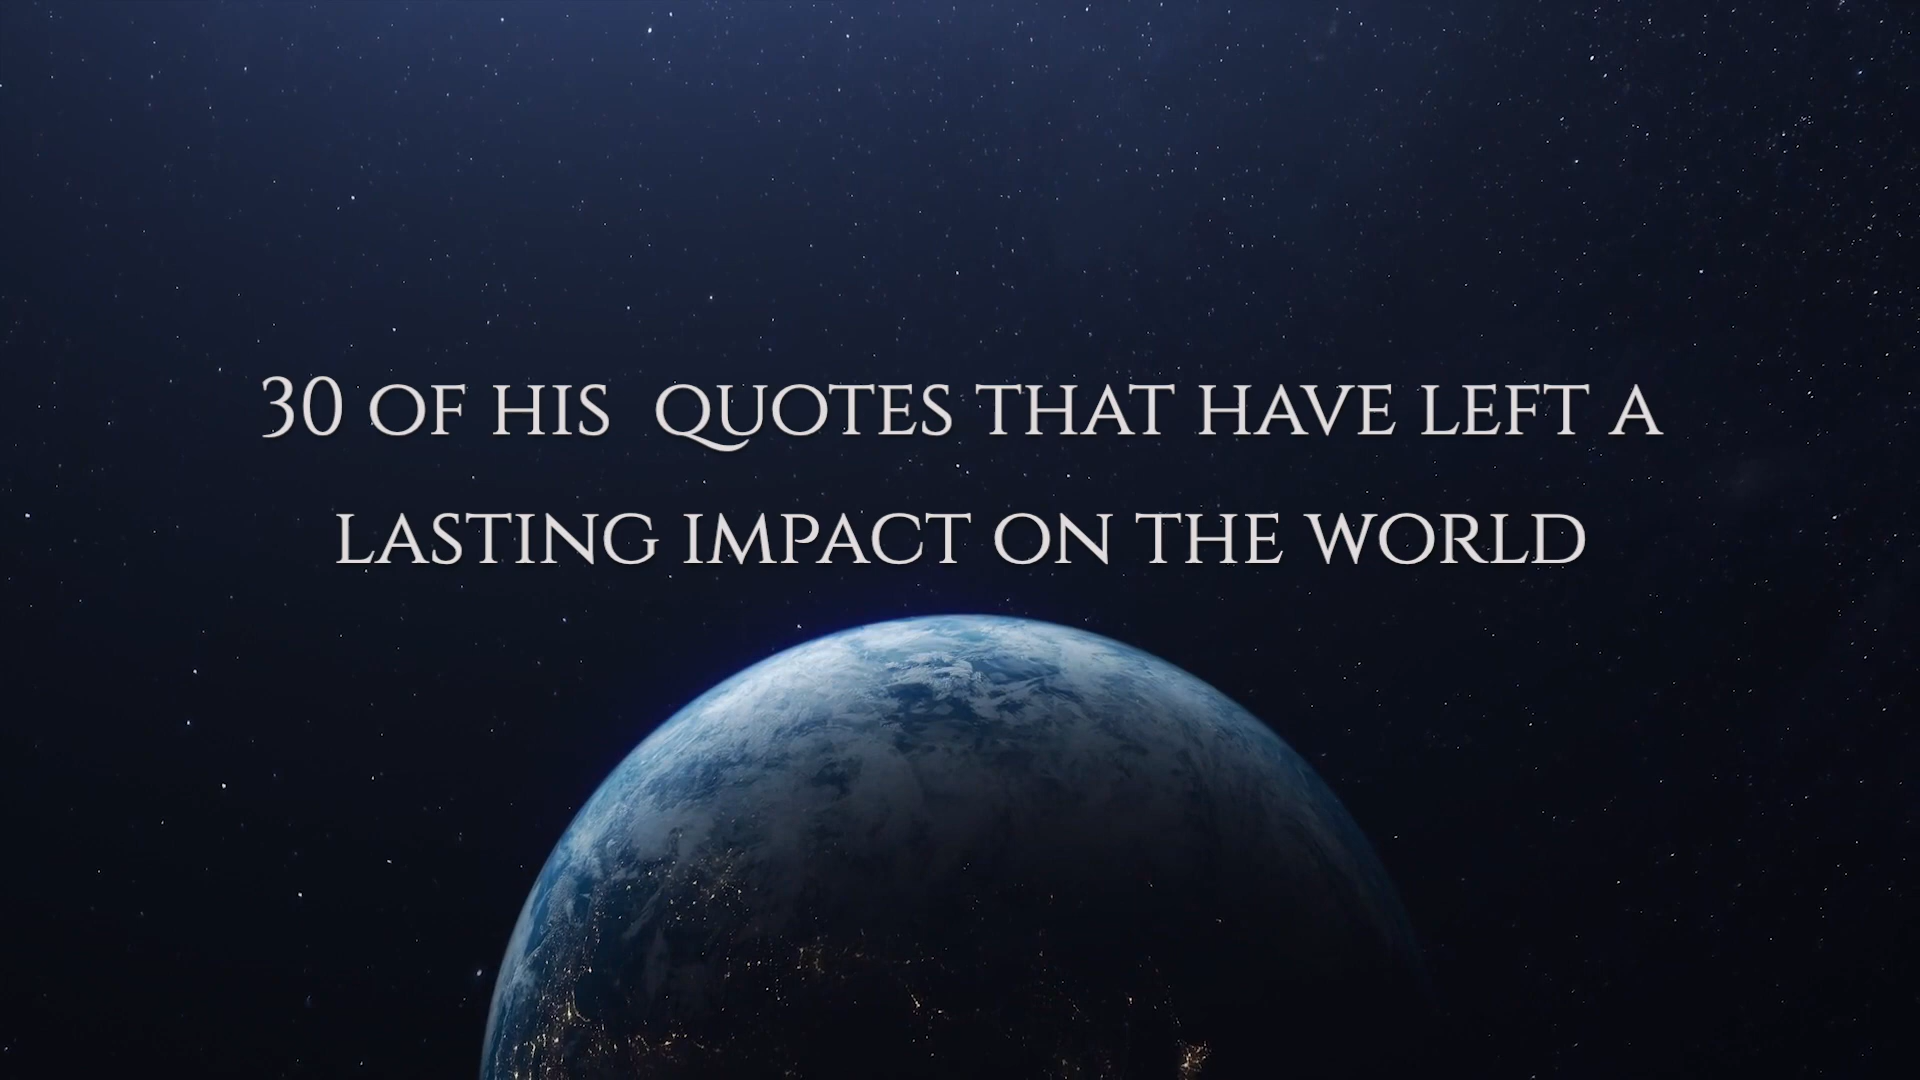 30 OF HIS QUOTES THAT HAVE LEFT A
LASTING IMPACT ON THE WORLD